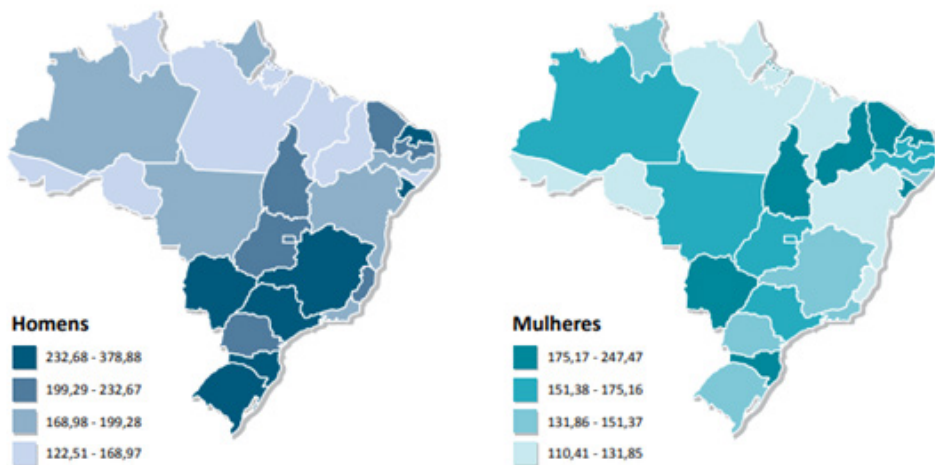 Homens
232,68 - 378,88
199,29 - 232,67
168,98 - 199,28
122,51 - 168,97
Mulheres
175,17 - 247,47
151,38 - 175,16
131,86 - 151,37
110,41 - 131,85